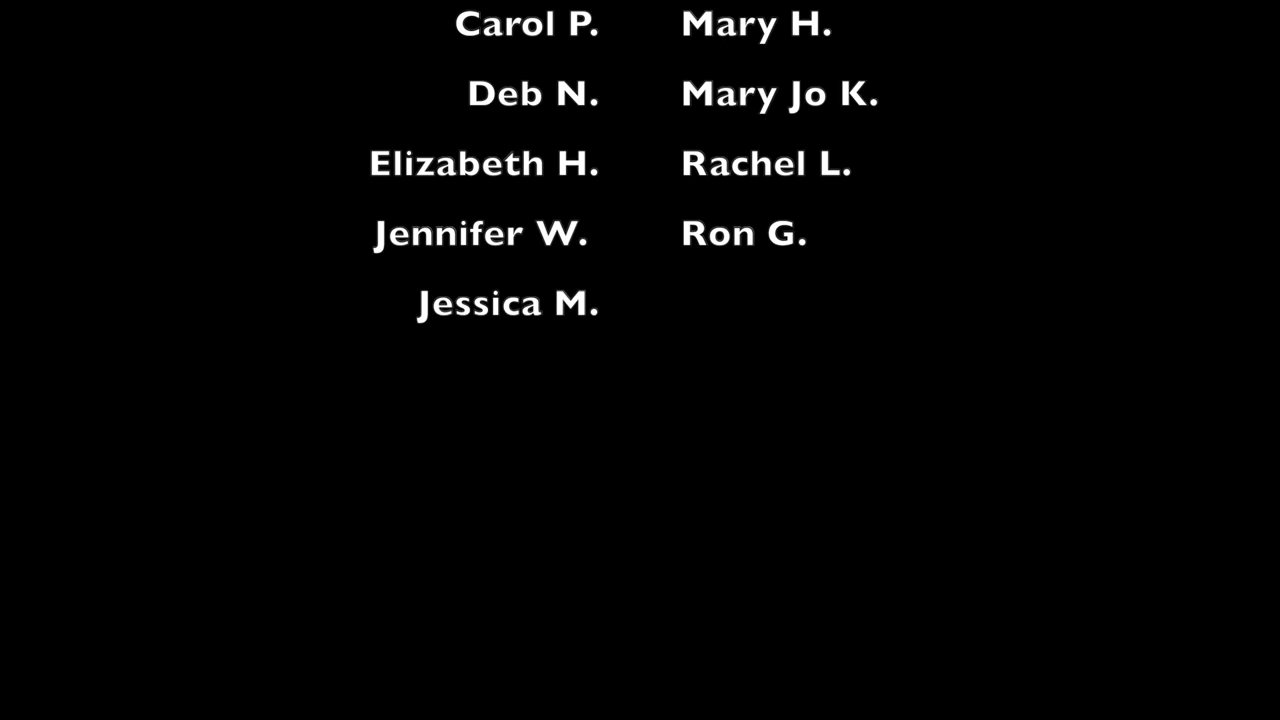 Carol P. Mary H.
Deb N. Mary Jo K.
Elizabeth H. Rachel L.
Jennifer W. Ron G.
Jessica M.